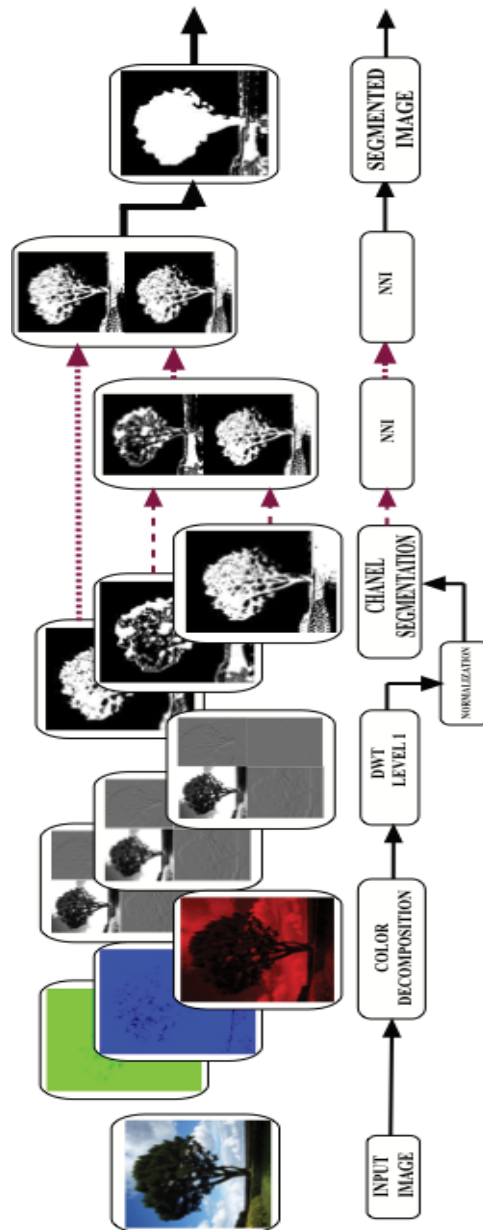 INPUT
IMAGE
COLOR
DECOMPOSITION
DWT
LEVEL 1
NORMALIZATION
CHANEL
SEGMENTATION
NNI
NNI
SEGMENTED
IMAGE